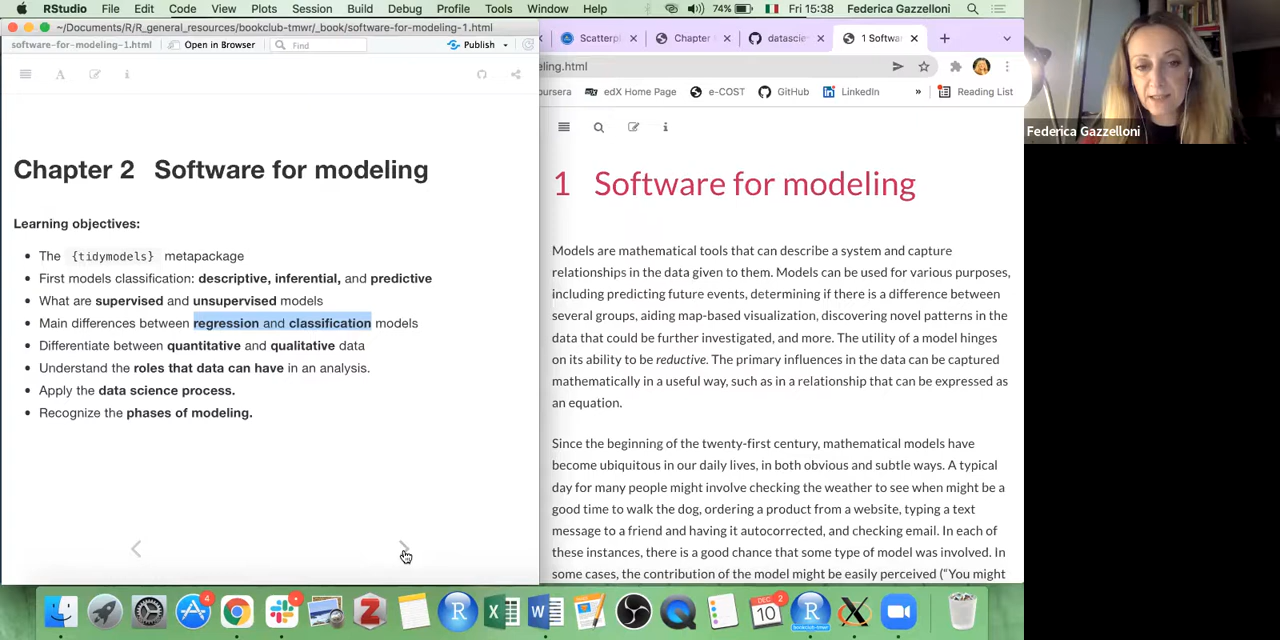 RStudio File Edit Code View Plots Session Build Debug Profile Tools Window Help 74% Fri 15:38 Federica Gazzelloni
~/Documents/R/R_general_resources/bookclub-tmwr/_book/software-for-modeling-1.html
software-for-modeling-1.html Open in Browser Find Publish
Chapter 2 Software for modeling
Learning objectives:
• The {tidymodels} metapackage
• First models classification: descriptive, inferential, and predictive
• What are supervised and unsupervised models
• Main differences between regression and classification models
• Differentiate between quantitative and qualitative data
• Understand the roles that data can have in an analysis.
• Apply the data science process.
• Recognize the phases of modeling.
Scatterpl Chapter datascie 1 Softwar
eling.html
oursera edX Home Page e-COST GitHub LinkedIn » Reading List
1 Software for modeling
Models are mathematical tools that can describe a system and capture
relationships in the data given to them. Models can be used for various purposes,
including predicting future events, determining if there is a difference between
several groups, aiding map-based visualization, discovering novel patterns in the
data that could be further investigated, and more. The utility of a model hinges
on its ability to be reductive. The primary influences in the data can be captured
mathematically in a useful way, such as in a relationship that can be expressed as
an equation.
Since the beginning of the twenty-first century, mathematical models have
become ubiquitous in our daily lives, in both obvious and subtle ways. A typical
day for many people might involve checking the weather to see when might be a
good time to walk the dog, ordering a product from a website, typing a text
message to a friend and having it autocorrected, and checking email. In each of
these instances, there is a good chance that some type of model was involved. In
some cases, the contribution of the model might be easily perceived (“You might
Federica Gazzelloni
4
DEC
10
2
bookclub-tmwr